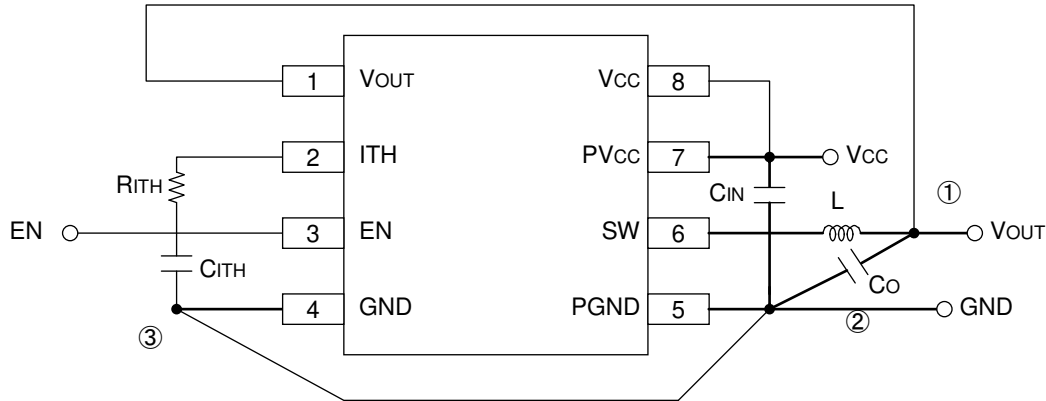 1 VOUT
2 ITH
3 EN
4 GND
VCC 8
PVCC 7
SW 6
PGND 5
RITH
CITH
EN
③
VCC
CIN
L
①
VOUT
CO
②
GND